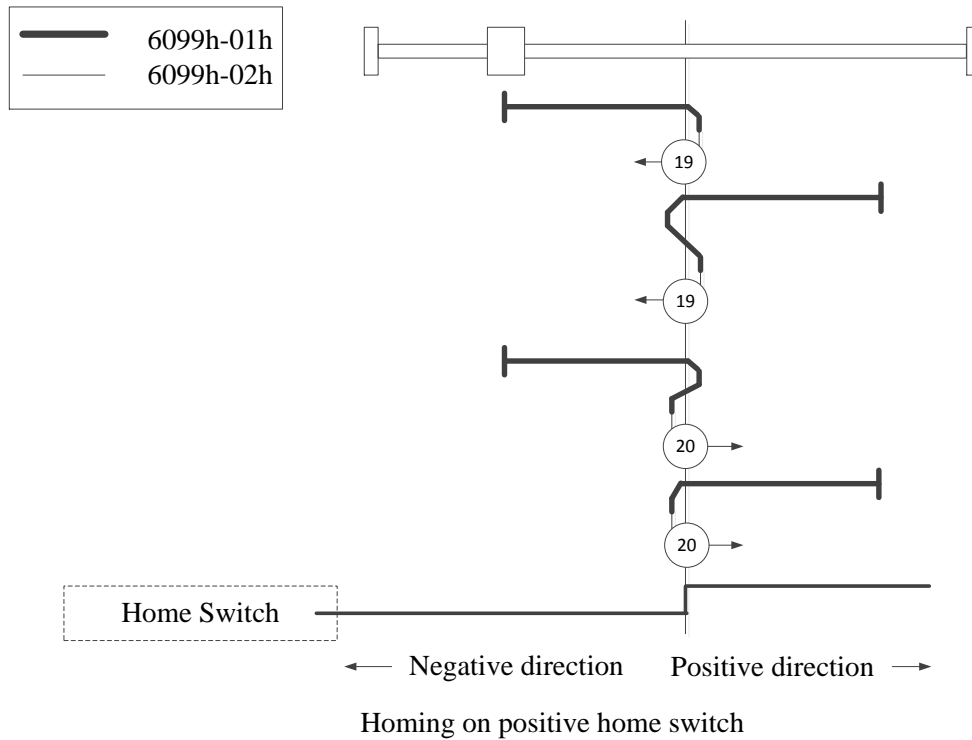 6099h-01h
6099h-02h
19
19
20
20
Home Switch
Negative direction
Positive direction
Homing on positive home switch